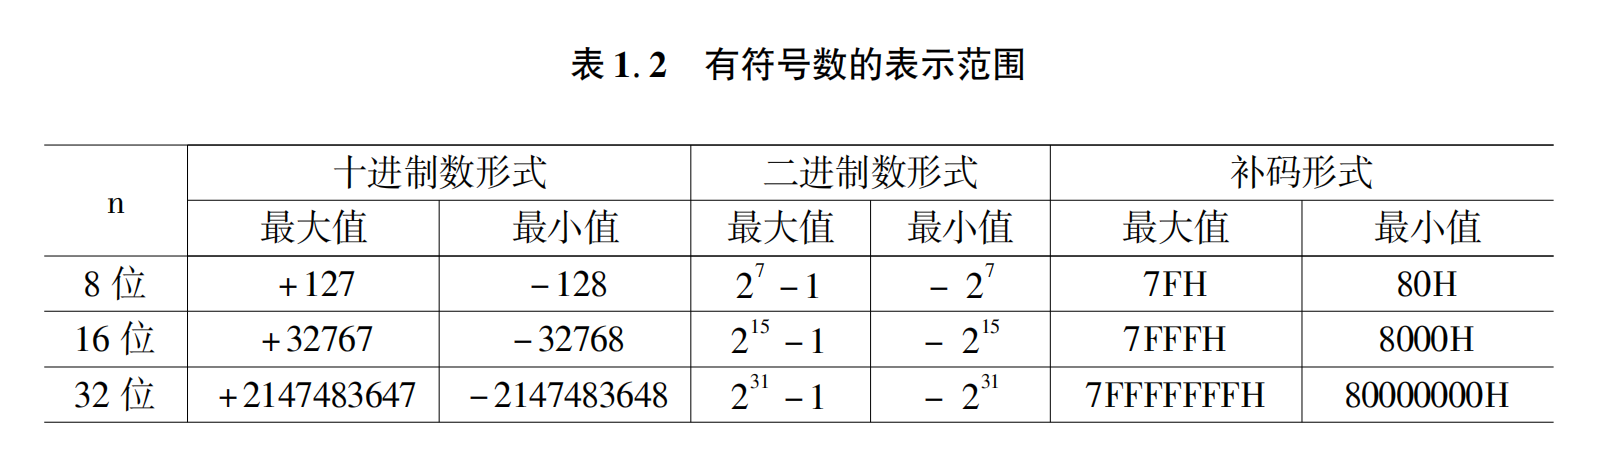 表 1.2 有符号数的表示范围
n 十进制数形式 二进制数形式 补码形式
最大值 最小值 最大值 最小值 最大值 最小值
8 位 +127 -128 2^7 -1 - 2^7 7FH 80H
16 位 +32767 -32768 2^15 -1 - 2^15 7FFFH 8000H
32 位 +2147483647 -2147483648 2^31 -1 - 2^31 7FFFFFFFH 80000000H